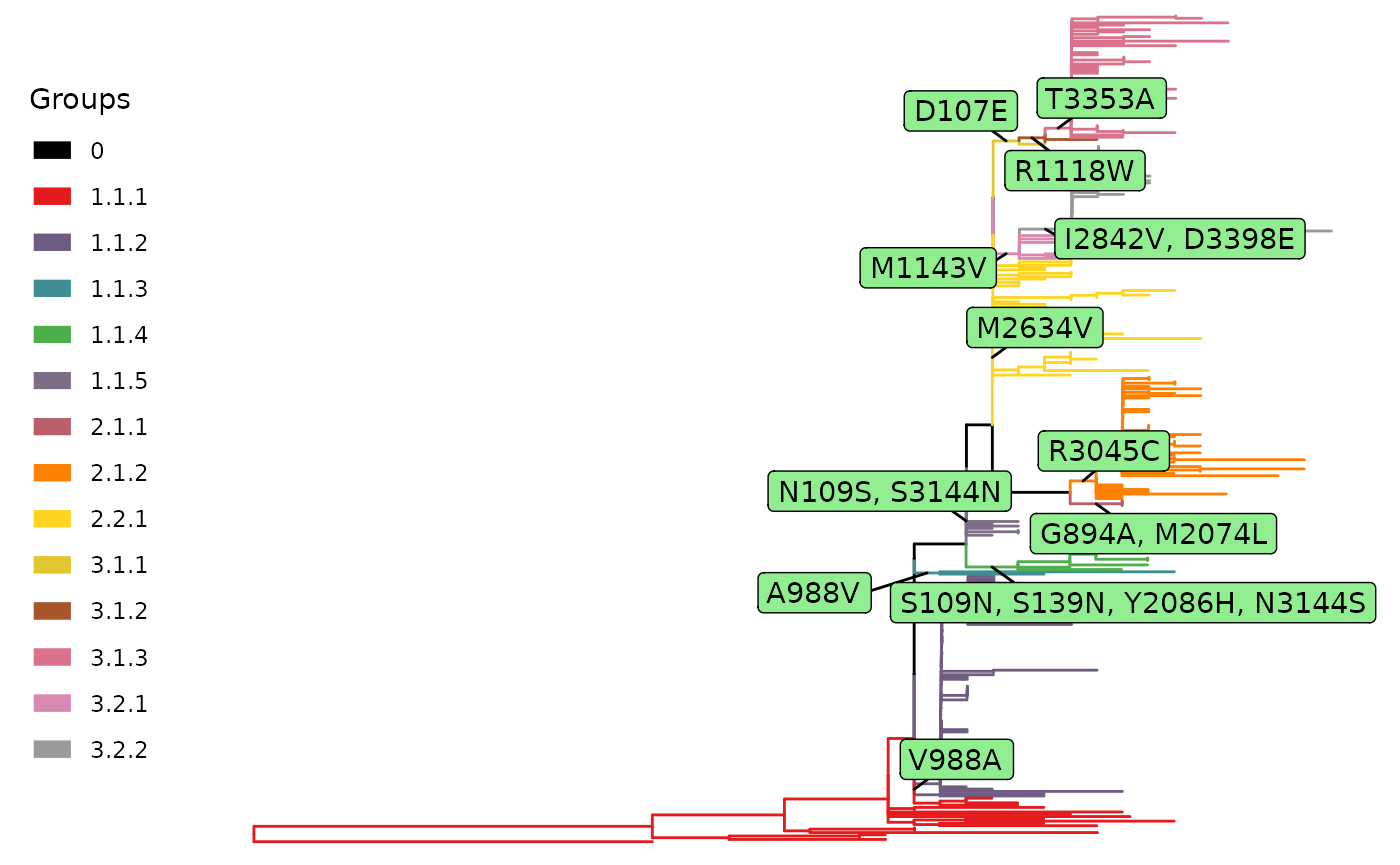 Groups
0
1.1.1
1.1.2
1.1.3
1.1.4
1.1.5
2.1.1
2.1.2
2.2.1
3.1.1
3.1.2
3.1.3
3.2.1
3.2.2
T3353A
D107E
R1118W
I2842V, D3398E
M1143V
M2634V
R3045C
N109S, S3144N
G894A, M2074L
A988V
S109N, S139N, Y2086H, N3144S
V988A